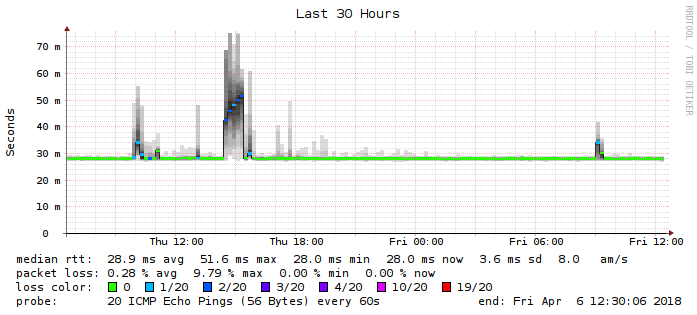 Last 30 Hours
RRDTOOL / TOBI OETIKER
Seconds
70 m
60 m
50 m
40 m
30 m
20 m
10 m
0
Thu 12:00 Thu 18:00 Fri 00:00 Fri 06:00 Fri 12:00
median rtt: 28.9 ms avg 51.6 ms max 28.0 ms min 28.0 ms now 3.6 ms sd 8.0 am/s
packet loss: 0.28 % avg 9.79 % max 0.00 % min 0.00 % now
loss color: 0 1/20 2/20 3/20 4/20 10/20 19/20
probe: 20 ICMP Echo Pings (56 Bytes) every 60s end: Fri Apr 6 12:30:06 2018